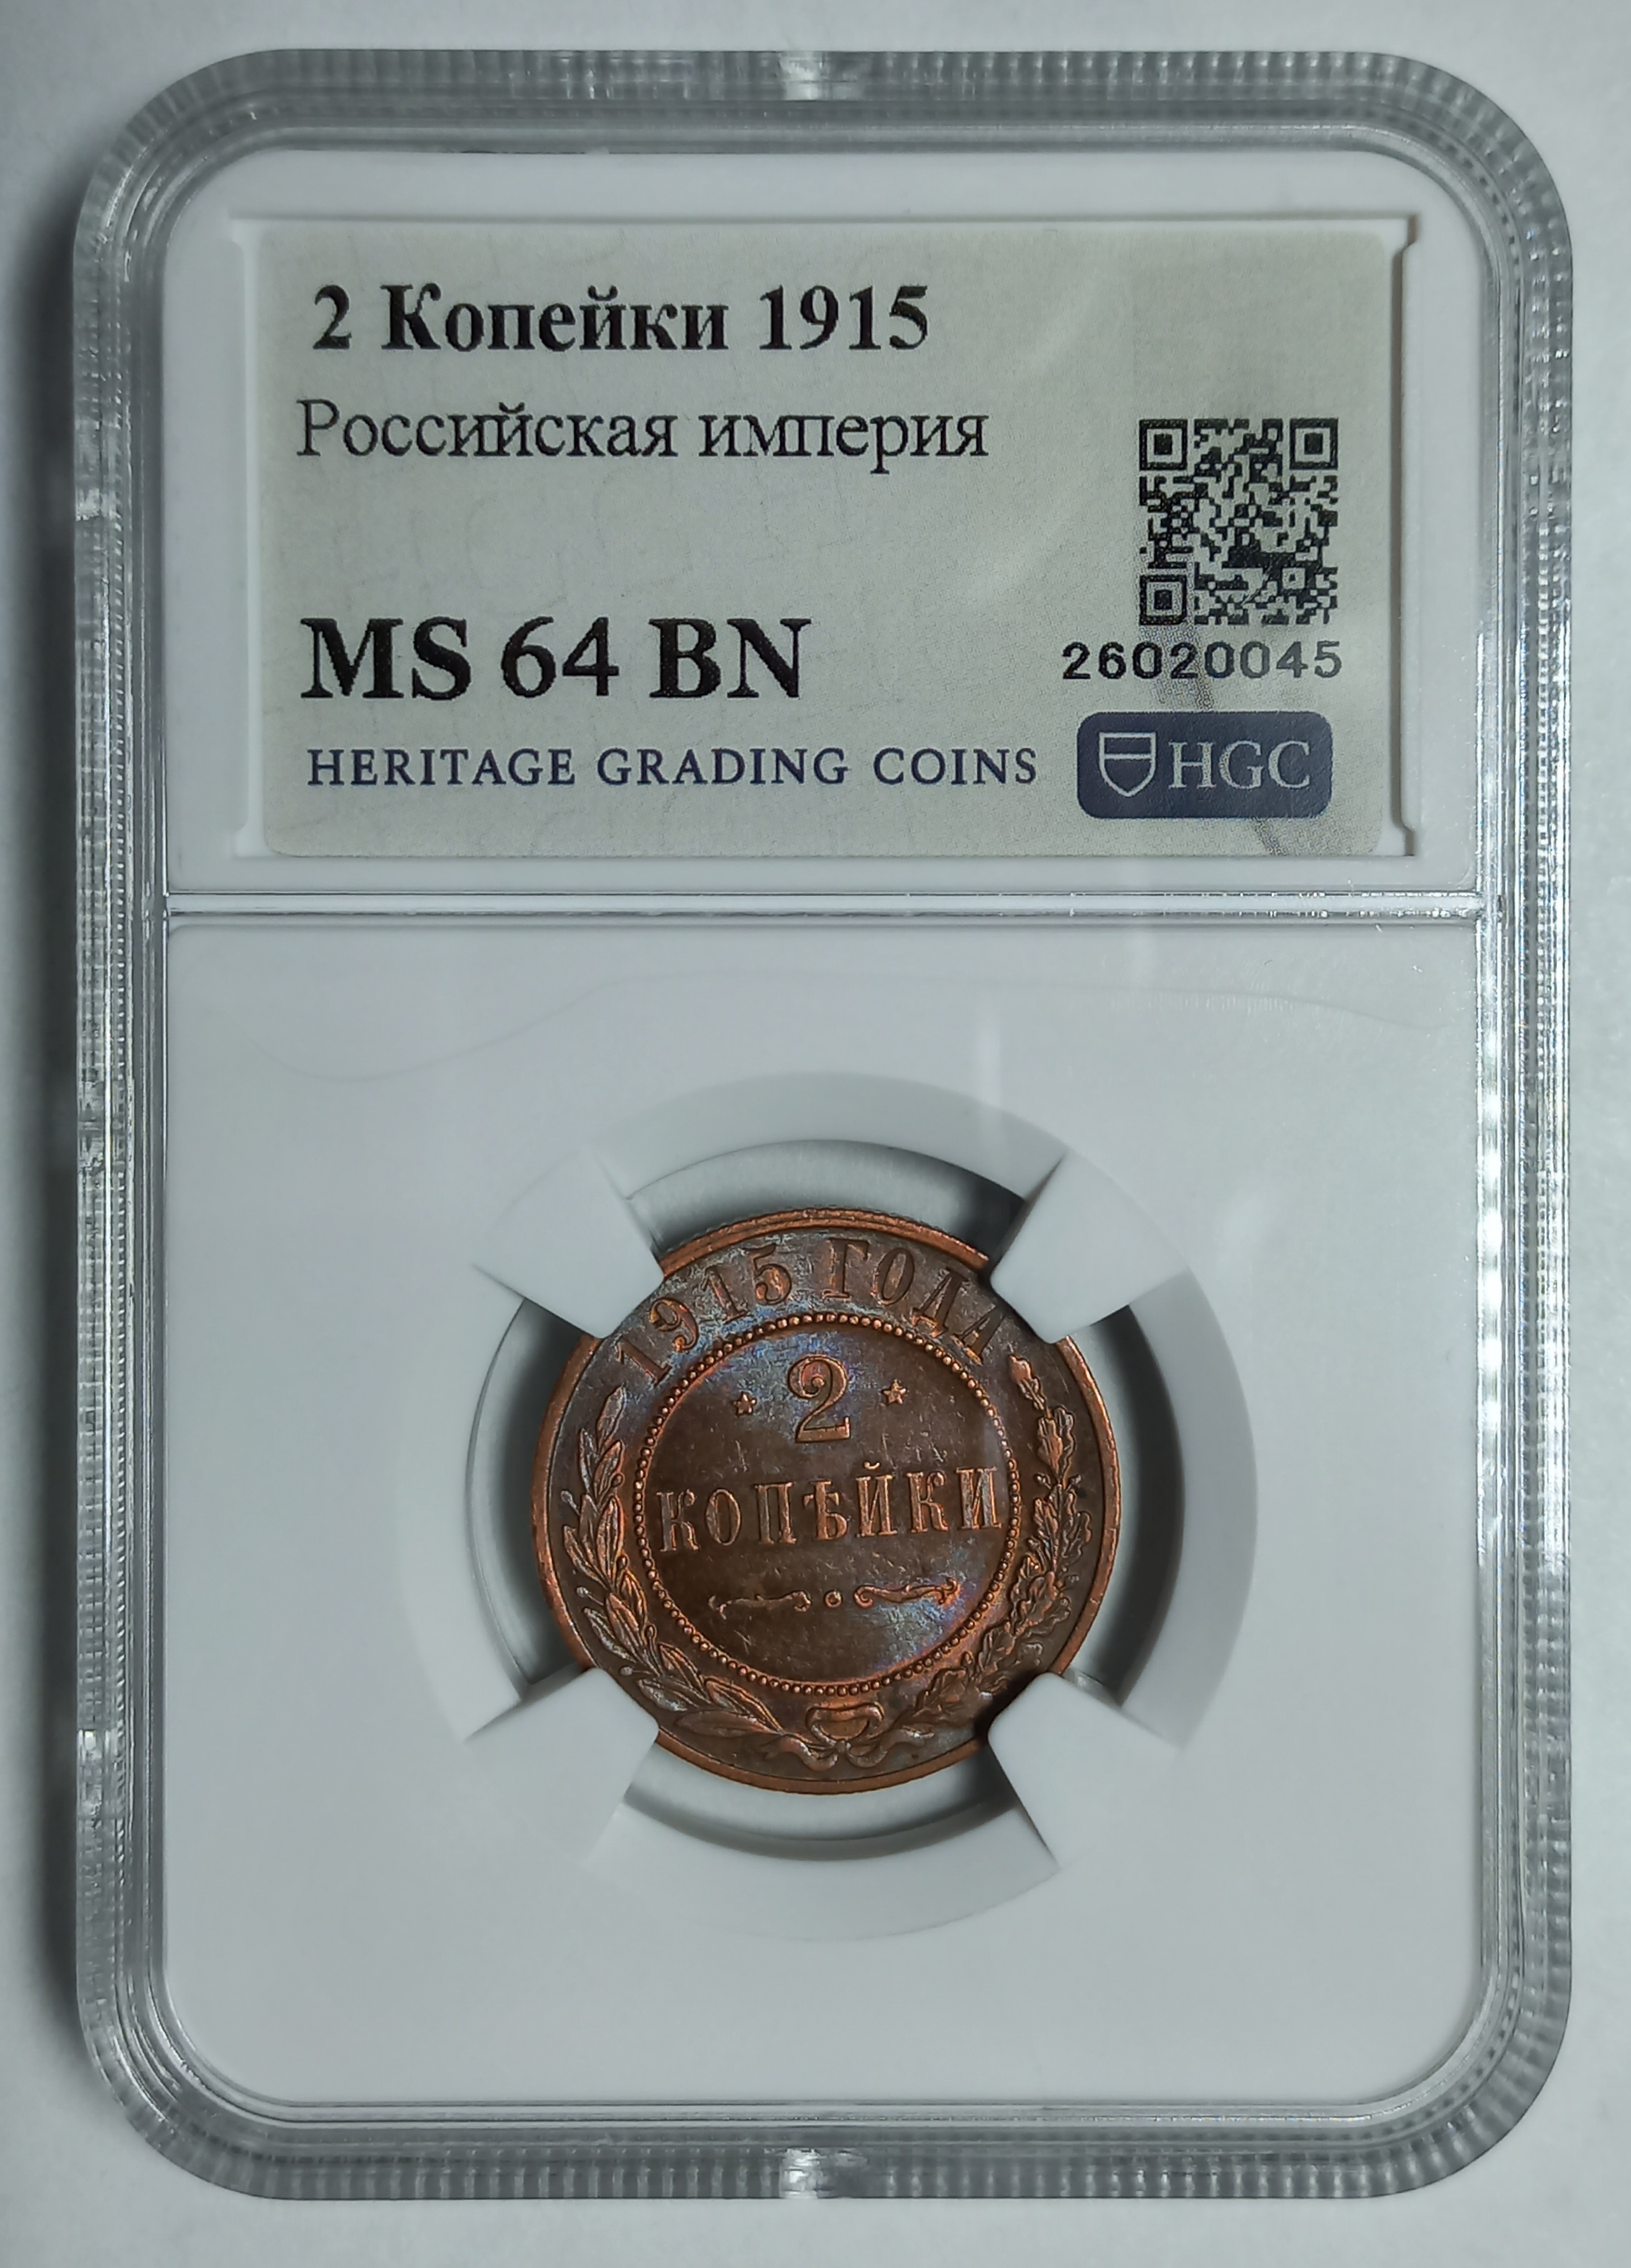 2 Копейки 1915
Российская империя
MS 64 BN
26020045
HERITAGE GRADING COINS
HGC
1915 ГОДА
2
КОПѢЙКИ